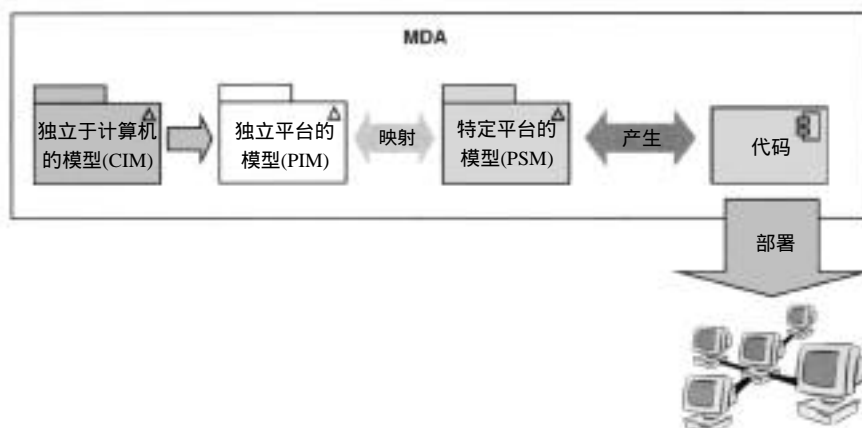 MDA
独立于计算机
的模型(CIM)
独立平台的
模型(PIM)
映射
特定平台的
模型(PSM)
产生
代码
部署